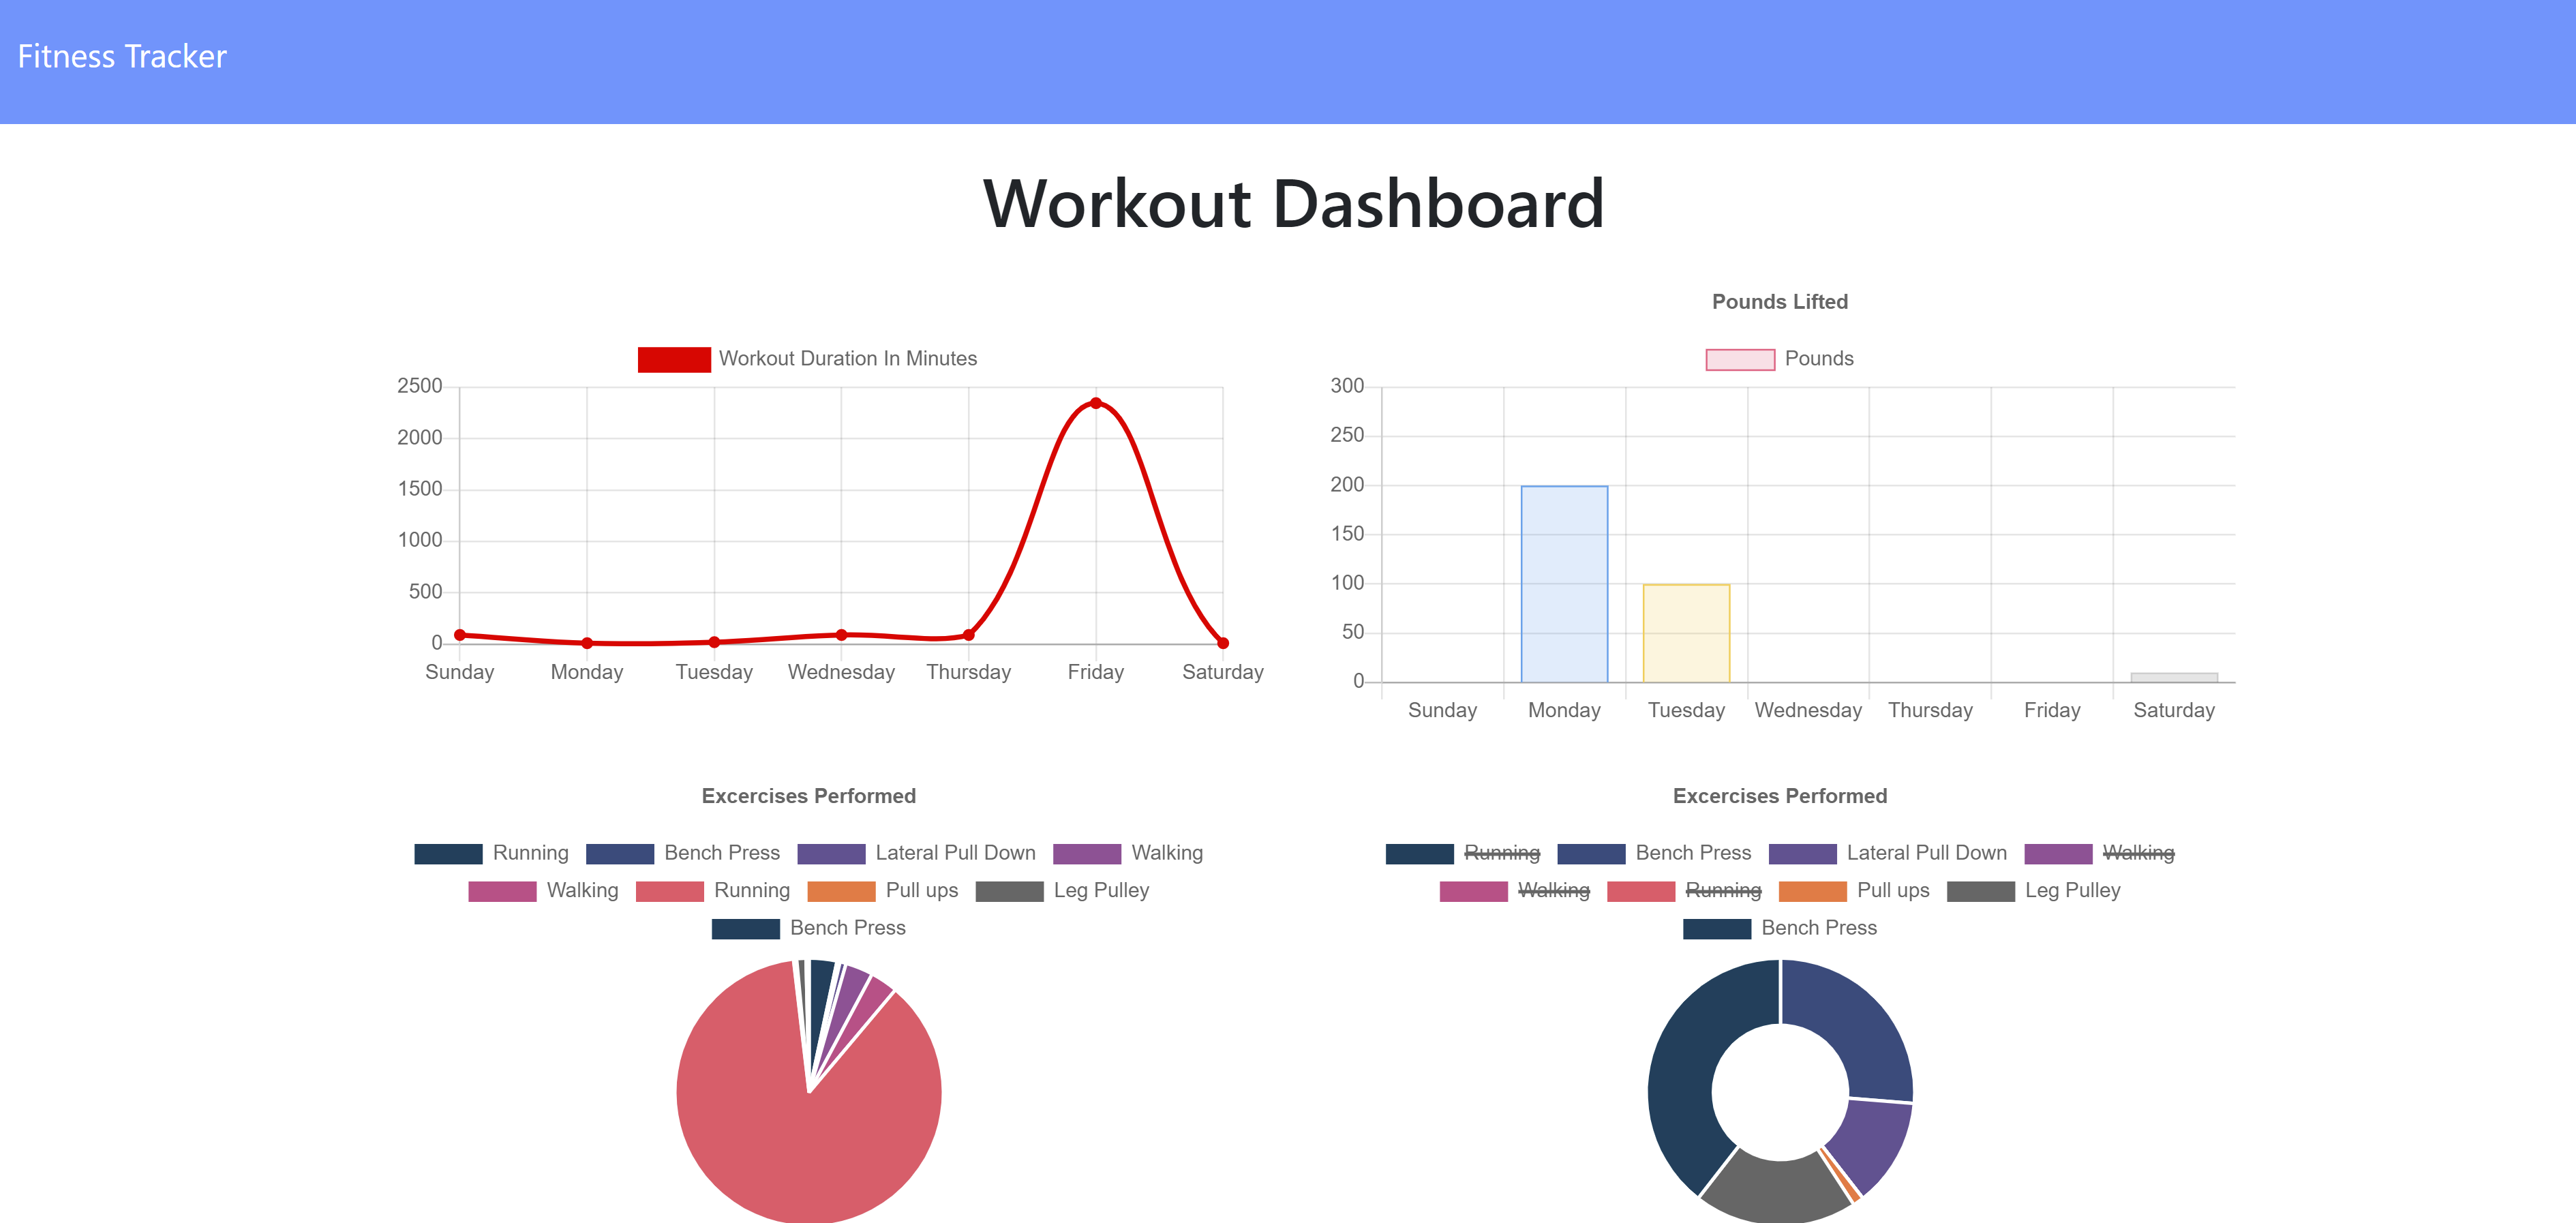 Fitness Tracker
Workout Dashboard
Workout Duration In Minutes
2500
2000
1500
1000
500
0
Sunday Monday Tuesday Wednesday Thursday Friday Saturday
Pounds Lifted
Pounds
300
250
200
150
100
50
0
Sunday Monday Tuesday Wednesday Thursday Friday Saturday
Excercises Performed
Running Bench Press Lateral Pull Down Walking
Walking Running Pull ups Leg Pulley
Bench Press
Excercises Performed
Running Bench Press Lateral Pull Down Walking
Walking Running Pull ups Leg Pulley
Bench Press